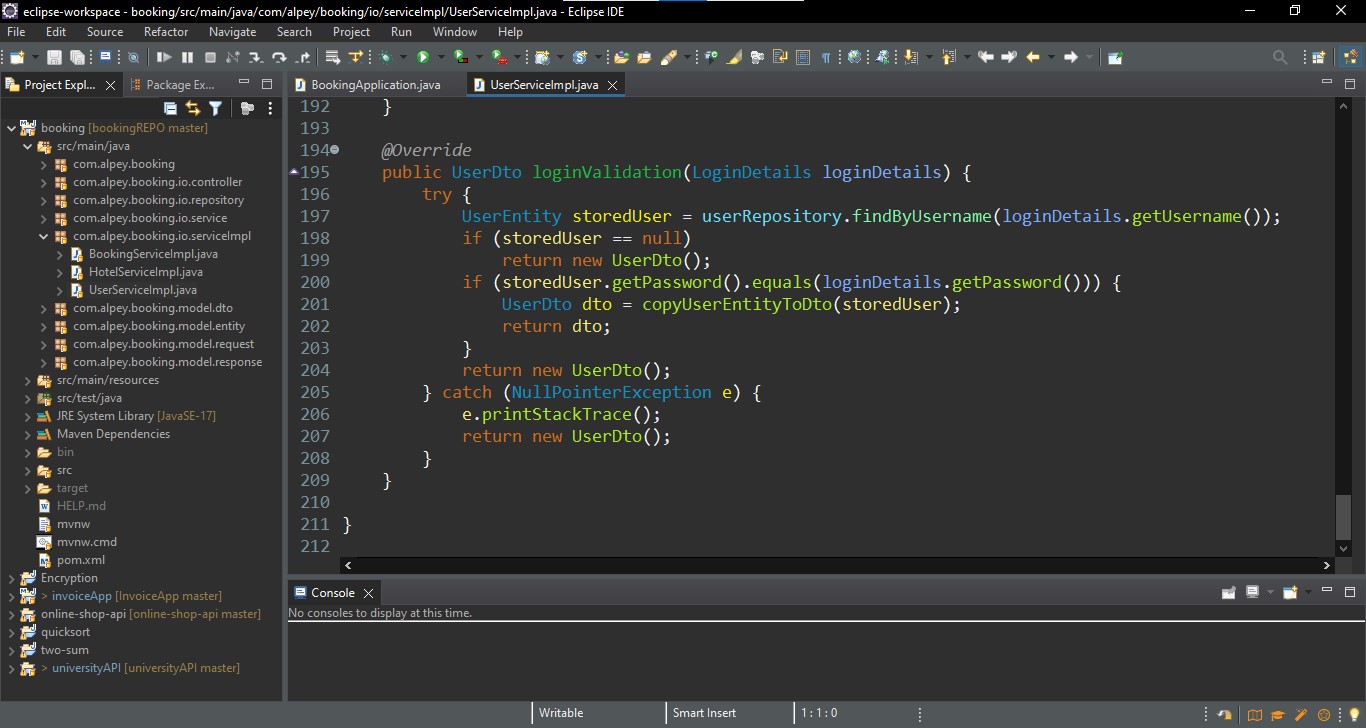 eclipse-workspace - booking/src/main/java/com/alpey/booking/io/serviceImpl/UserServiceImpl.java - Eclipse IDE
File Edit Source Refactor Navigate Search Project Run Window Help
Project Expl... Package Ex...
booking [bookingREPO master]
src/main/java
com.alpey.booking
com.alpey.booking.io.controller
com.alpey.booking.io.repository
com.alpey.booking.io.service
com.alpey.booking.io.serviceImpl
BookingServiceImpl.java
HotelServiceImpl.java
UserServiceImpl.java
com.alpey.booking.model.dto
com.alpey.booking.model.entity
com.alpey.booking.model.request
com.alpey.booking.model.response
src/main/resources
src/test/java
JRE System Library [JavaSE-17]
Maven Dependencies
bin
src
target
HELP.md
mvnw
mvnw.cmd
pom.xml
Encryption
> invoiceApp [InvoiceApp master]
online-shop-api [online-shop-api master]
quicksort
two-sum
> universityAPI [universityAPI master]
BookingApplication.java UserServiceImpl.java
192 }
193
194 @Override
195 public UserDto loginValidation(LoginDetails loginDetails) {
196 try {
197 UserEntity storedUser = userRepository.findByUsername(loginDetails.getUsername());
198 if (storedUser == null)
199 return new UserDto();
200 if (storedUser.getPassword().equals(loginDetails.getPassword())) {
201 UserDto dto = copyUserEntityToDto(storedUser);
202 return dto;
203 }
204 return new UserDto();
205 } catch (NullPointerException e) {
206 e.printStackTrace();
207 return new UserDto();
208 }
209 }
210
211 }
212
Console
No consoles to display at this time.
Writable Smart Insert 1 : 1 : 0